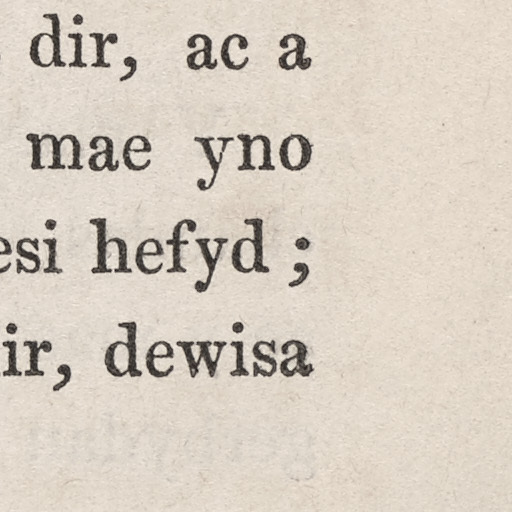 dir, ac a
mae yno
esi hefyd ;
ir, dewisa